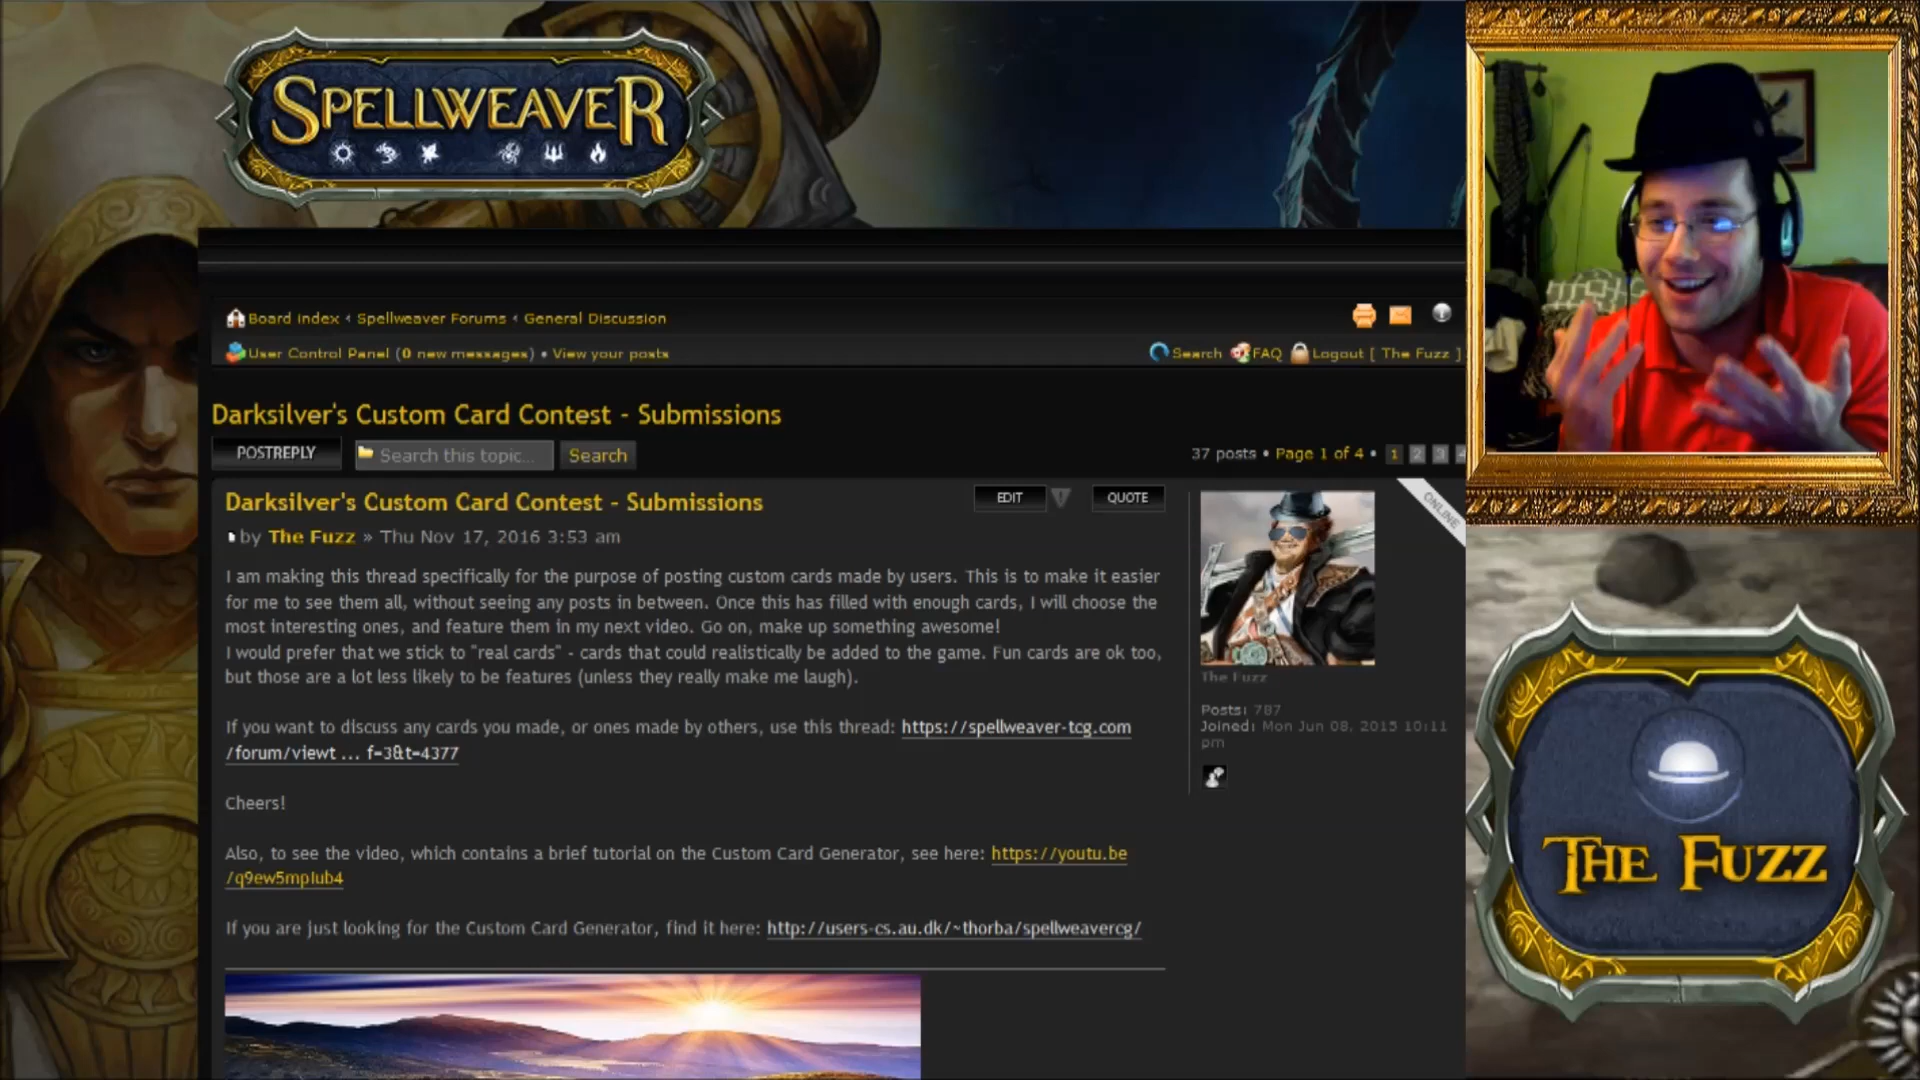 SPELLWEAVER
Board index ‹ Spellweaver Forums ‹ General Discussion
User Control Panel (0 new messages) • View your posts
Search FAQ Logout [ The Fuzz ]
Darksilver's Custom Card Contest - Submissions
POSTREPLY
Search this topic...
Search
37 posts • Page 1 of 4 • 1 2 3 4
Darksilver's Custom Card Contest - Submissions
EDIT
QUOTE
ONLINE
by The Fuzz » Thu Nov 17, 2016 3:53 am
I am making this thread specifically for the purpose of posting custom cards made by users. This is to make it easier
for me to see them all, without seeing any posts in between. Once this has filled with enough cards, I will choose the
most interesting ones, and feature them in my next video. Go on, make up something awesome!
I would prefer that we stick to "real cards" - cards that could realistically be added to the game. Fun cards are ok too,
but those are a lot less likely to be features (unless they really make me laugh).
If you want to discuss any cards you made, or ones made by others, use this thread: https://spellweaver-tcg.com
/forum/viewt ... f=3&t=4377
Cheers!
Also, to see the video, which contains a brief tutorial on the Custom Card Generator, see here: https://youtu.be
/q9ew5mpIub4
If you are just looking for the Custom Card Generator, find it here: http://users-cs.au.dk/~thorba/spellweavercg/
The Fuzz
Posts: 787
Joined: Mon Jun 08, 2015 10:11
pm
THE FUZZ